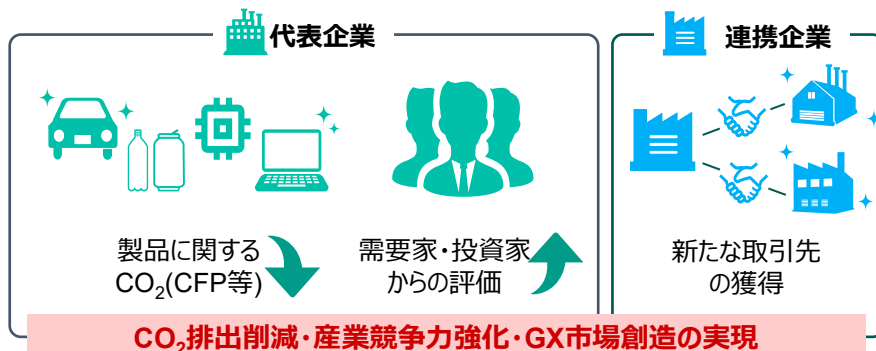 代表企業
製品に関する
CO₂(CFP等)
需要家・投資家
からの評価
連携企業
新たな取引先
の獲得
CO₂排出削減・産業競争力強化・GX市場創造の実現